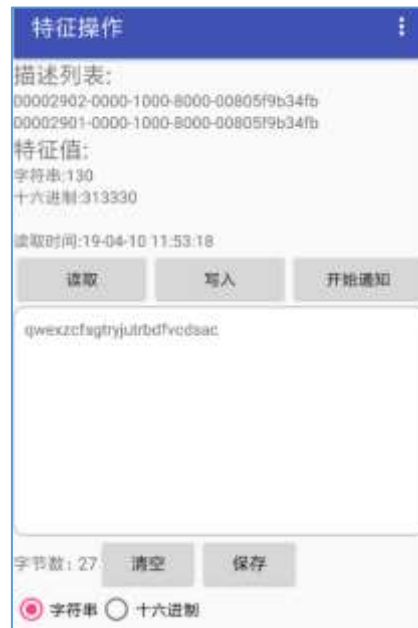 特征操作
描述列表:
00002902-0000-1000-8000-00805f9b34fb
00002901-0000-1000-8000-00805f9b34fb
特征值:
字符串:130
十六进制:313330
读取时间:19-04-10 11:53:18
读取 写入 开始通知
字节数: 27 清空 保存
字符串 十六进制